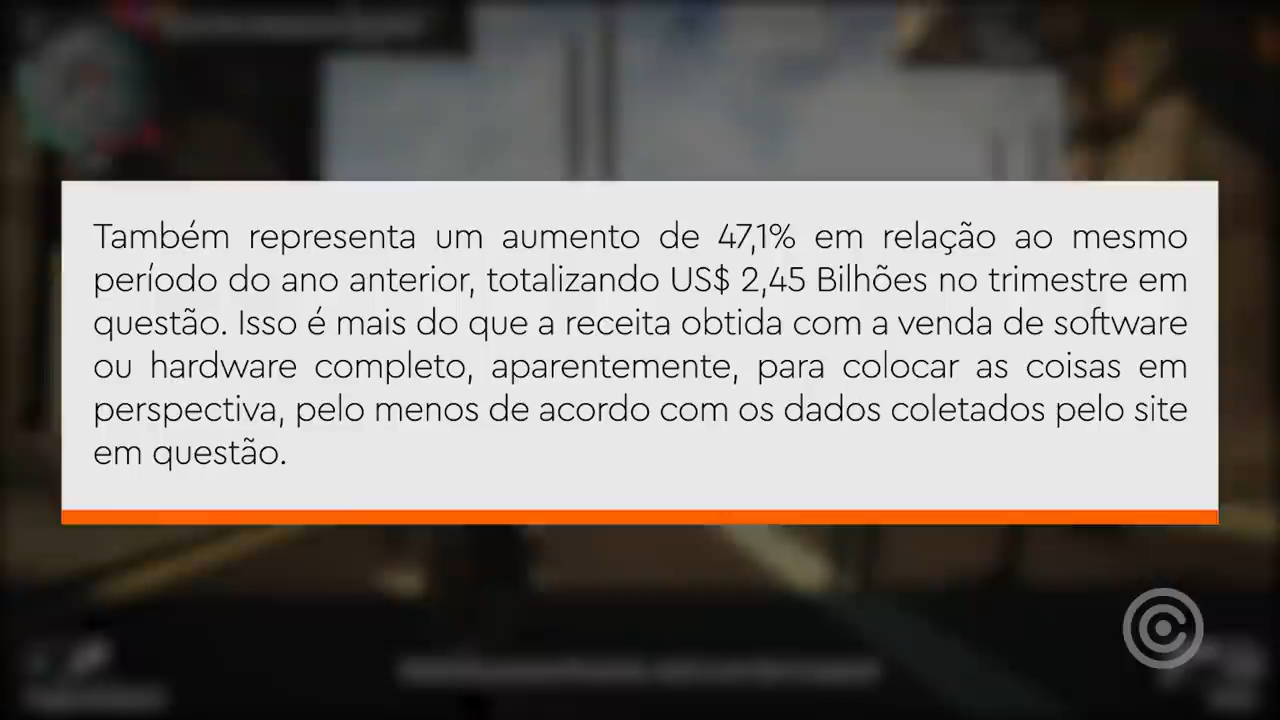 Também representa um aumento de 47,1% em relação ao mesmo
período do ano anterior, totalizando US$ 2,45 Bilhões no trimestre em
questão. Isso é mais do que a receita obtida com a venda de software
ou hardware completo, aparentemente, para colocar as coisas em
perspectiva, pelo menos de acordo com os dados coletados pelo site
em questão.